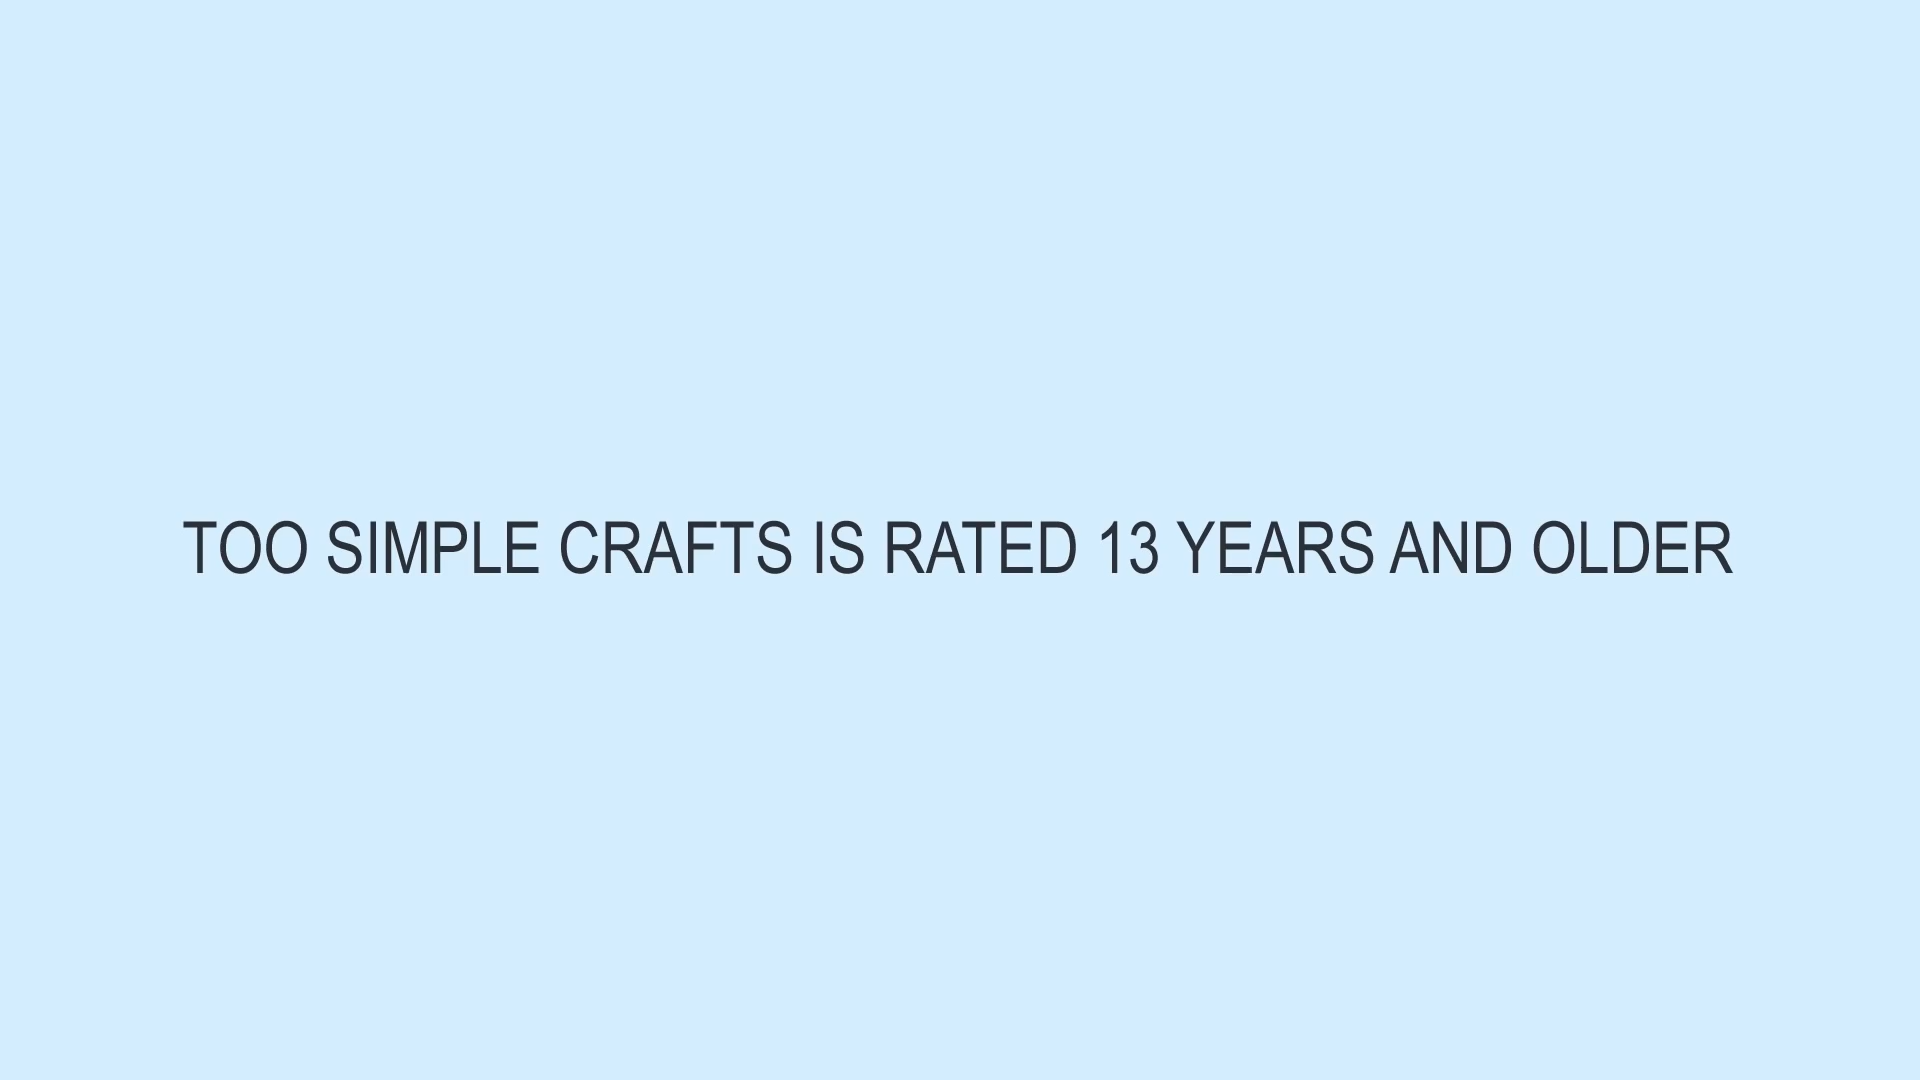 TOO SIMPLE CRAFTS IS RATED 13 YEARS AND OLDER